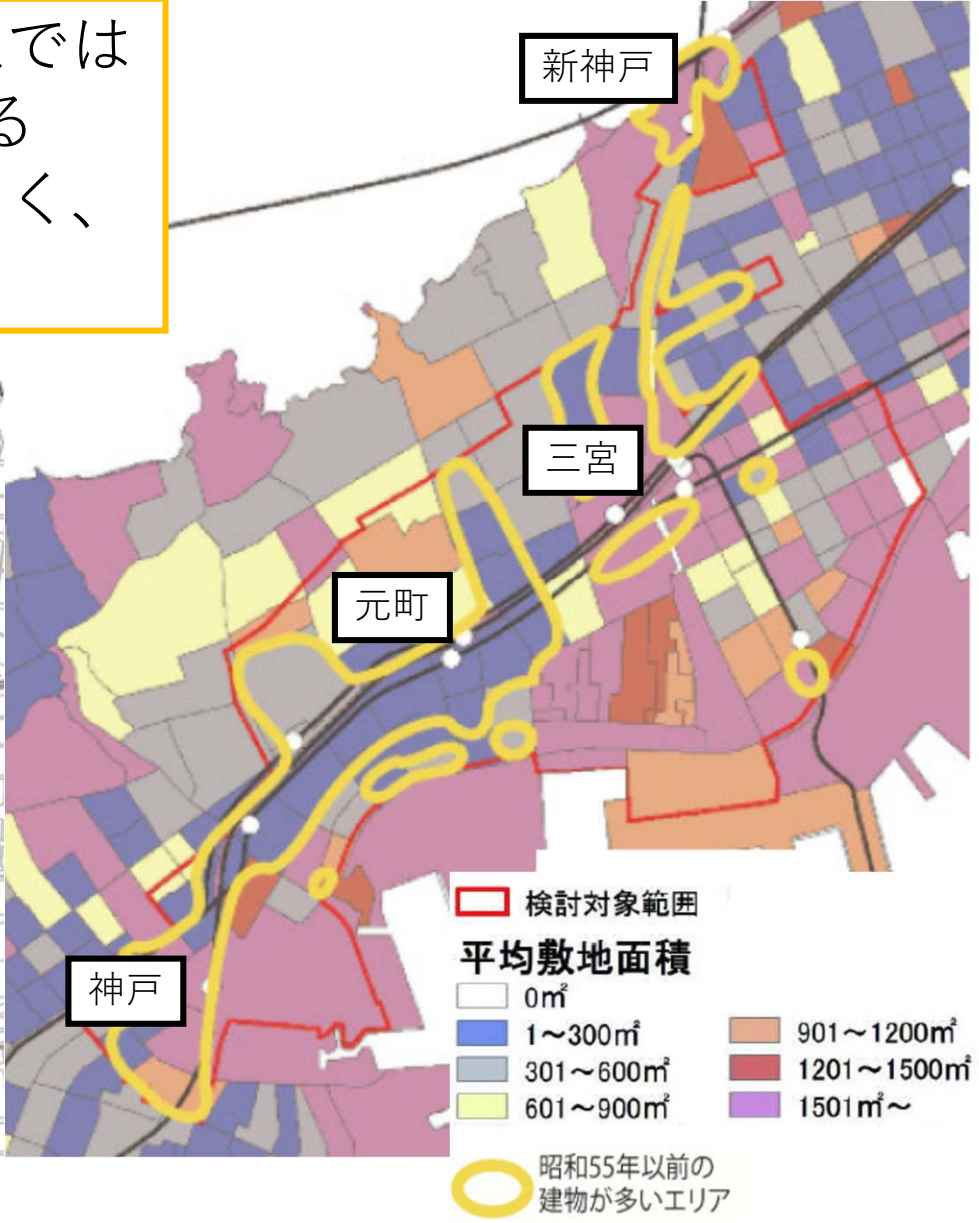 では
る
く、
新神戸
三宮
元町
神戸
検討対象範囲
平均敷地面積
0㎡
1～300㎡
301～600㎡
601～900㎡
901～1200㎡
1201～1500㎡
1501㎡～
昭和55年以前の
建物が多いエリア